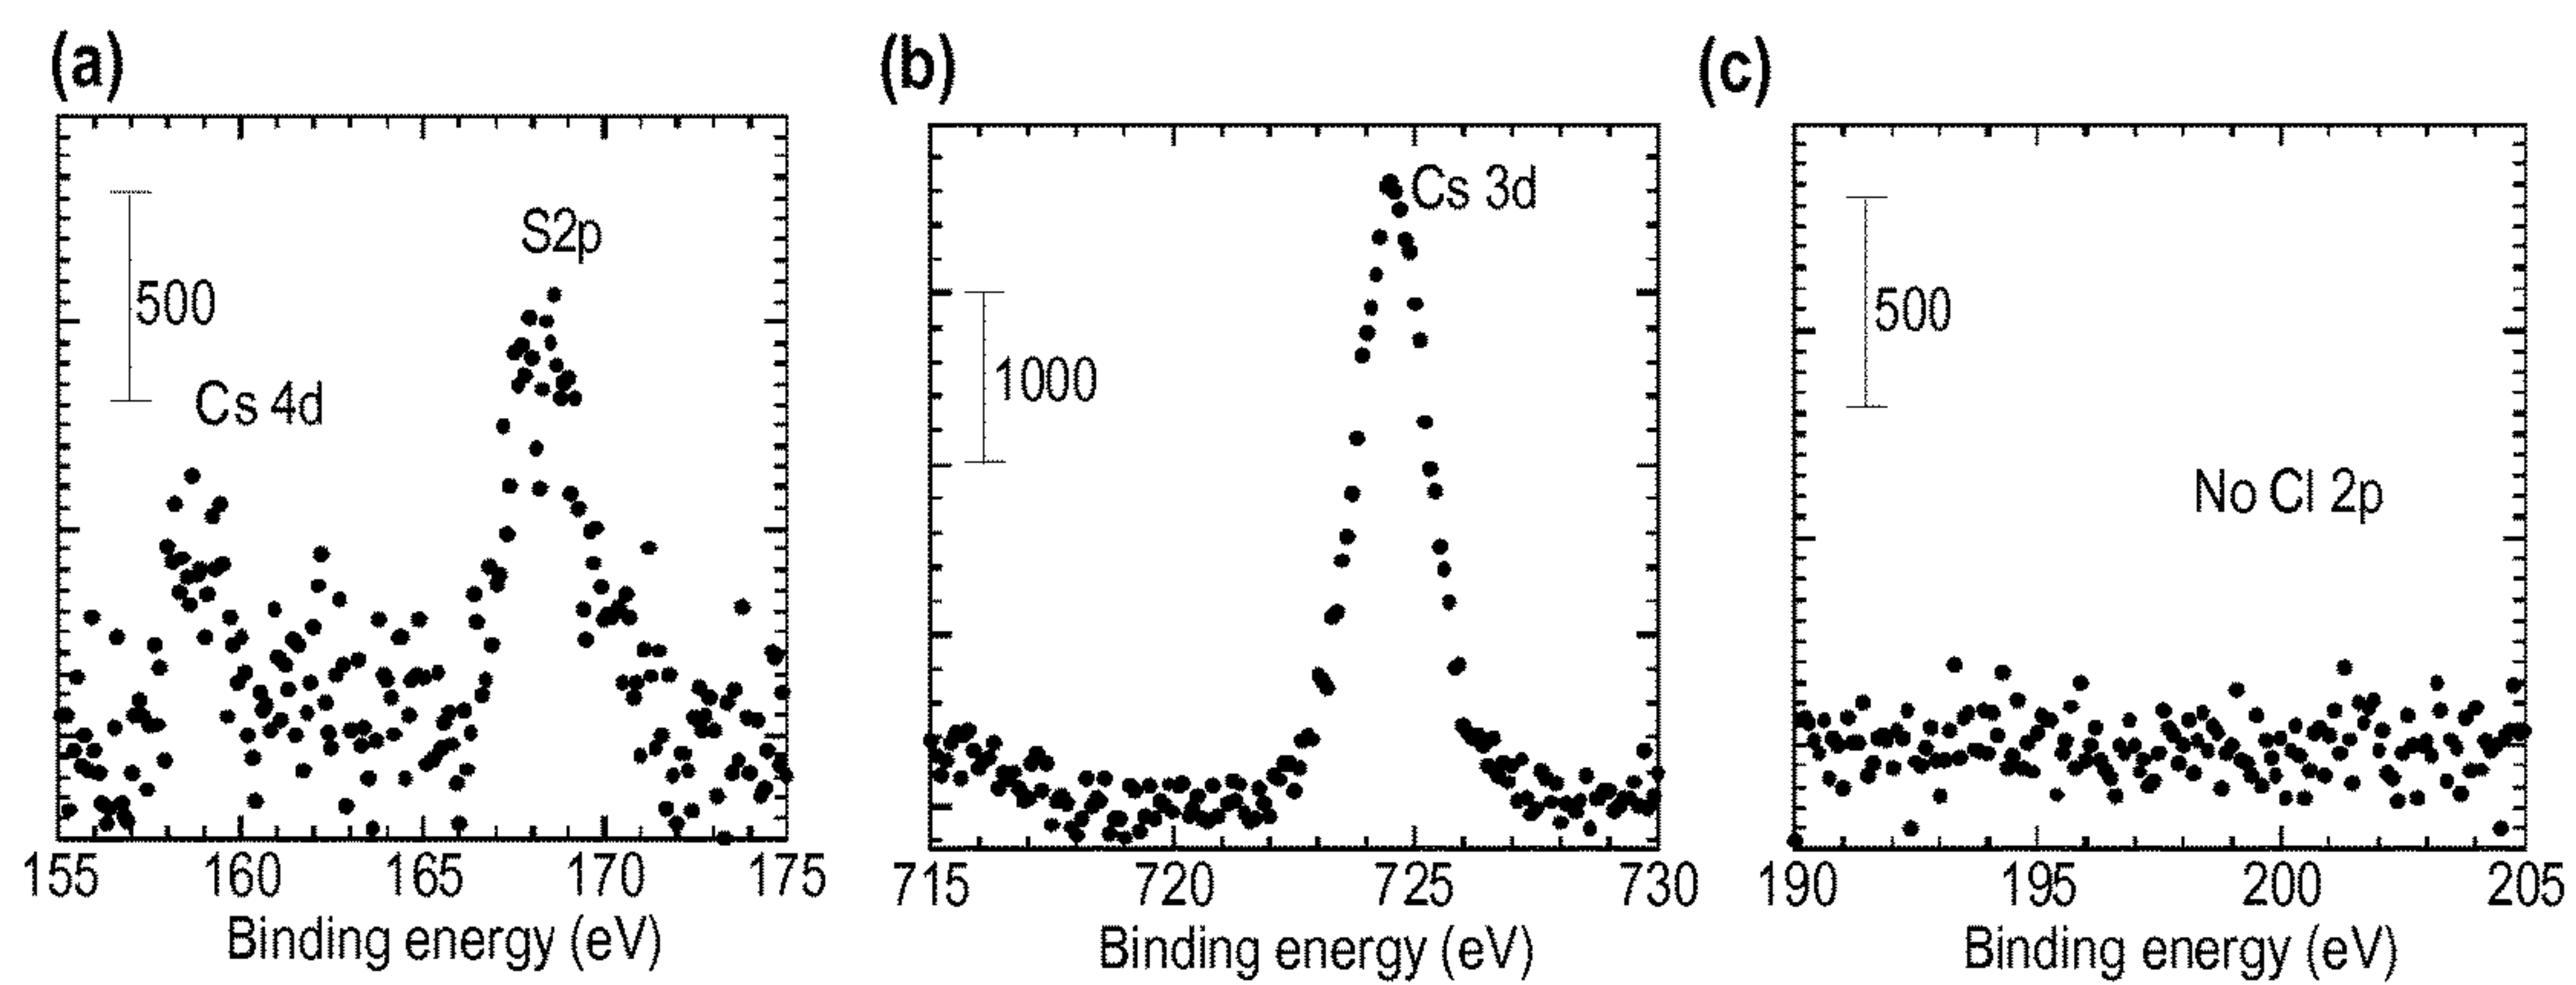 (a)
S2p
500
Cs 4d
155 160 165 170 175
Binding energy (eV)
(b)
Cs 3d
1000
715 720 725 730
Binding energy (eV)
(c)
500
No Cl 2p
190 195 200 205
Binding energy (eV)